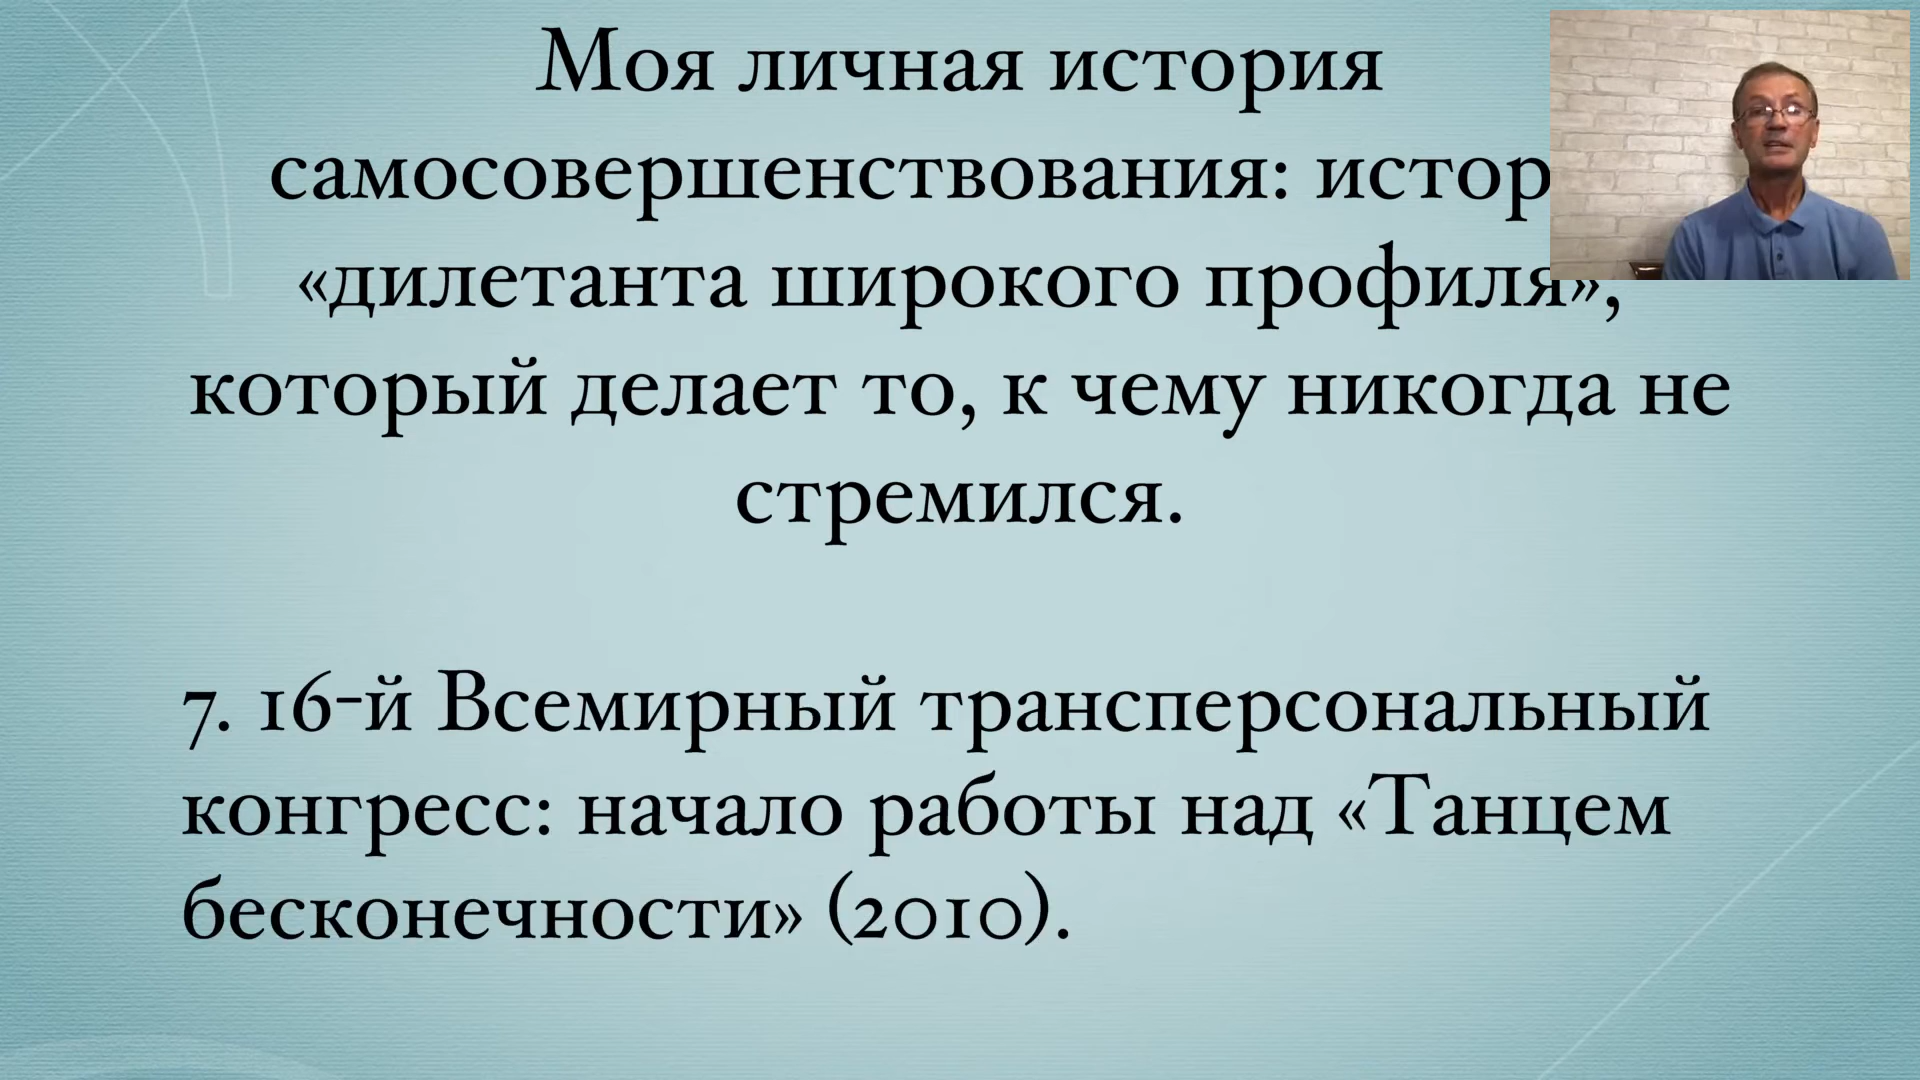 Моя личная история
самосовершенствования: истор
«дилетанта широкого профиля»,
который делает то, к чему никогда не
стремился.
7. 16-й Всемирный трансперсональный
конгресс: начало работы над «Танцем
бесконечности» (2010).